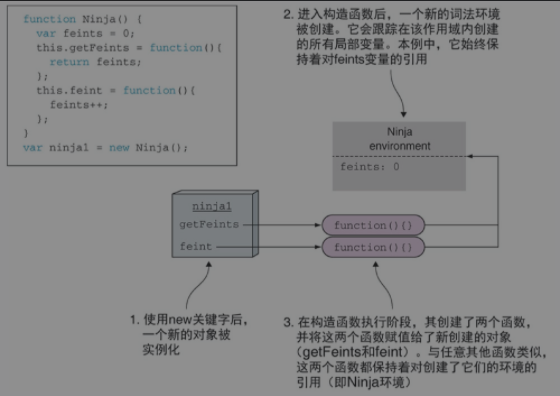 function Ninja() {
var feints = 0;
this.getFeints = function(){
return feints;
};
this.feint = function(){
feints++;
};
}
var ninja1 = new Ninja();
2. 进入构造函数后，一个新的词法环境
被创建。它会跟踪在该作用域内创建
的所有局部变量。本例中，它始终保
持着对feints变量的引用
Ninja
environment
feints: 0
ninja1
getFeints
feint
function(){}
function(){}
1. 使用new关键字后，
一个新的对象被
实例化
3. 在构造函数执行阶段，其创建了两个函数，
并将这两个函数赋值给了新创建的对象
（getFeints和feint）。与任意其他函数类似，
这两个函数都保持着对创建了它们的环境的
引用（即Ninja环境）